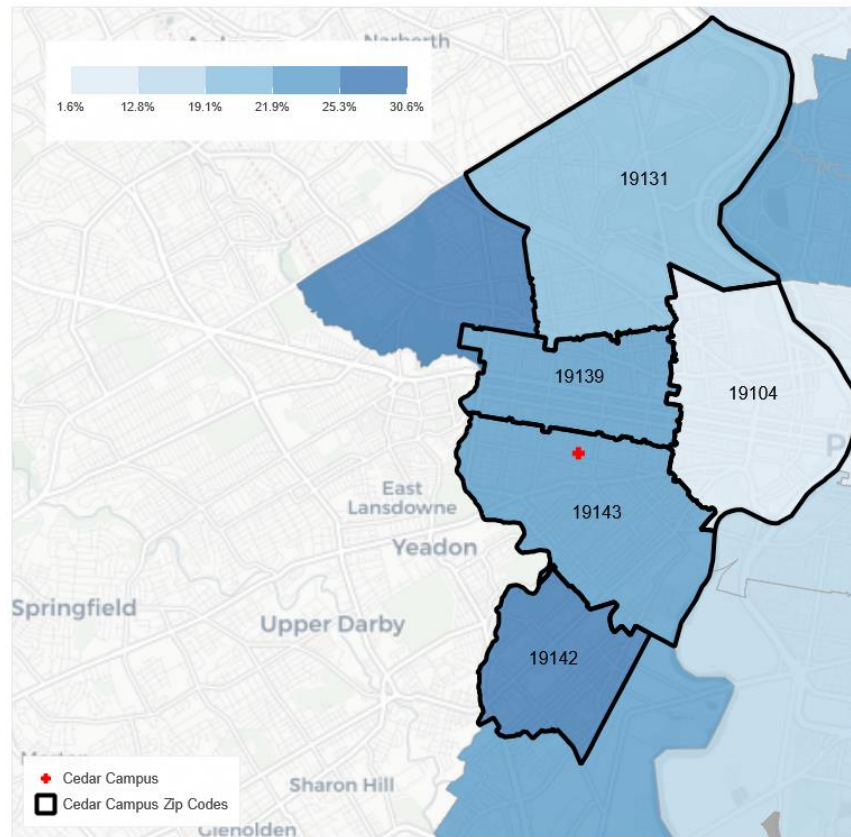 Narberth
1.6% 12.8% 19.1% 21.9% 25.3% 30.6%
19131
19139
19104
East
Lansdowne
19143
Yeadon
Springfield
Upper Darby
19142
Cedar Campus
Sharon Hill
Cedar Campus Zip Codes
Glenolden